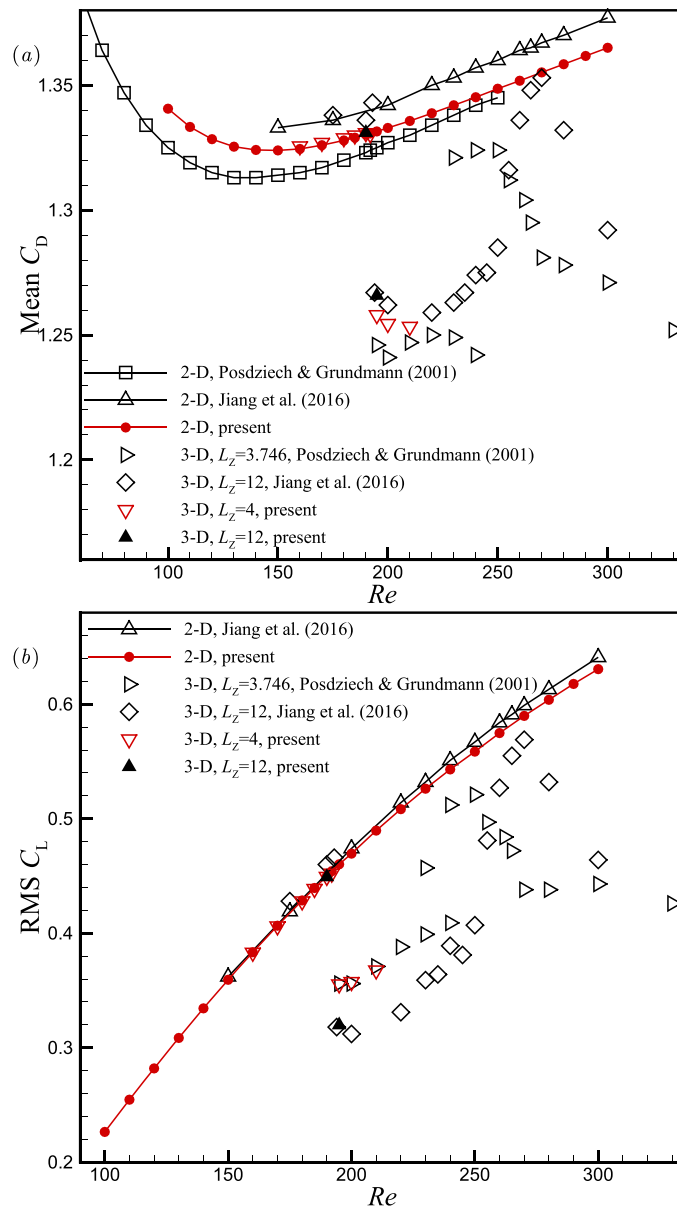 (a)
Mean C_D
1.35
1.3
1.25
1.2
2-D, Posdziech & Grundmann (2001)
2-D, Jiang et al. (2016)
2-D, present
3-D, L_Z=3.746, Posdziech & Grundmann (2001)
3-D, L_Z=12, Jiang et al. (2016)
3-D, L_Z=4, present
3-D, L_Z=12, present
100 150 200 250 300
Re
(b)
RMS C_L
2-D, Jiang et al. (2016)
2-D, present
3-D, L_Z=3.746, Posdziech & Grundmann (2001)
3-D, L_Z=12, Jiang et al. (2016)
3-D, L_Z=4, present
3-D, L_Z=12, present
0.6
0.5
0.4
0.3
0.2
100 150 200 250 300
Re